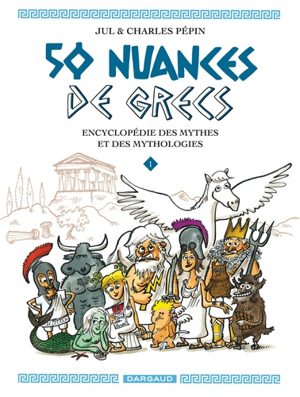 JUL & CHARLES PÉPIN
50 NUANCES
DE GRECS
ENCYCLOPÉDIE DES MYTHES
ET DES MYTHOLOGIES
1
DARGAUD